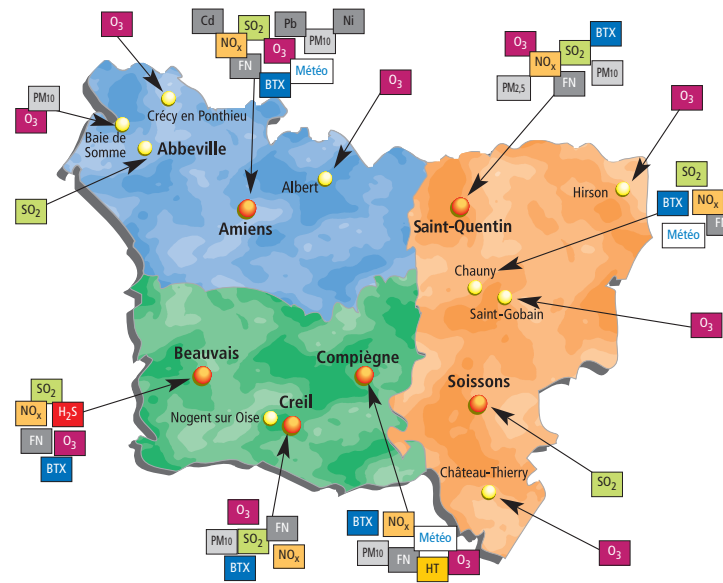 O3
Cd
SO2
Pb
Ni
NOx
O3
PM10
FN
Météo
BTX
BTX
O3
SO2
NOx
PM10
PM2,5
FN
PM10
O3
Crécy en Ponthieu
Baie de
Somme
Abbeville
SO2
O3
Albert
Amiens
Saint-Quentin
Hirson
O3
SO2
BTX
NOx
Météo
FN
Chauny
Saint-Gobain
O3
Beauvais
Compiègne
Soissons
Nogent sur Oise
Creil
SO2
NOx
H2S
FN
O3
BTX
SO2
Château-Thierry
O3
O3
FN
PM10
SO2
NOx
BTX
BTX
NOx
Météo
PM10
FN
HT
O3